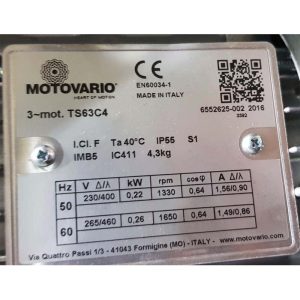 MOTOVARIO®
HEART OF MOTION
CE
EN60034-1
MADE IN ITALY
3~mot. TS63C4
6552625-002 2016
0392
I.Cl. F Ta 40°C IP55 S1
IMB5 IC411 4,3kg
Hz V Δ/⅄ kW rpm cosφ A Δ/⅄
50 230/400 0,22 1330 0,64 1,56/0,90
60 265/460 0,26 1650 0,64 1,49/0,86
www.motovario.com
Via Quattro Passi 1/3 - 41043 Formigine (MO) - ITALY -